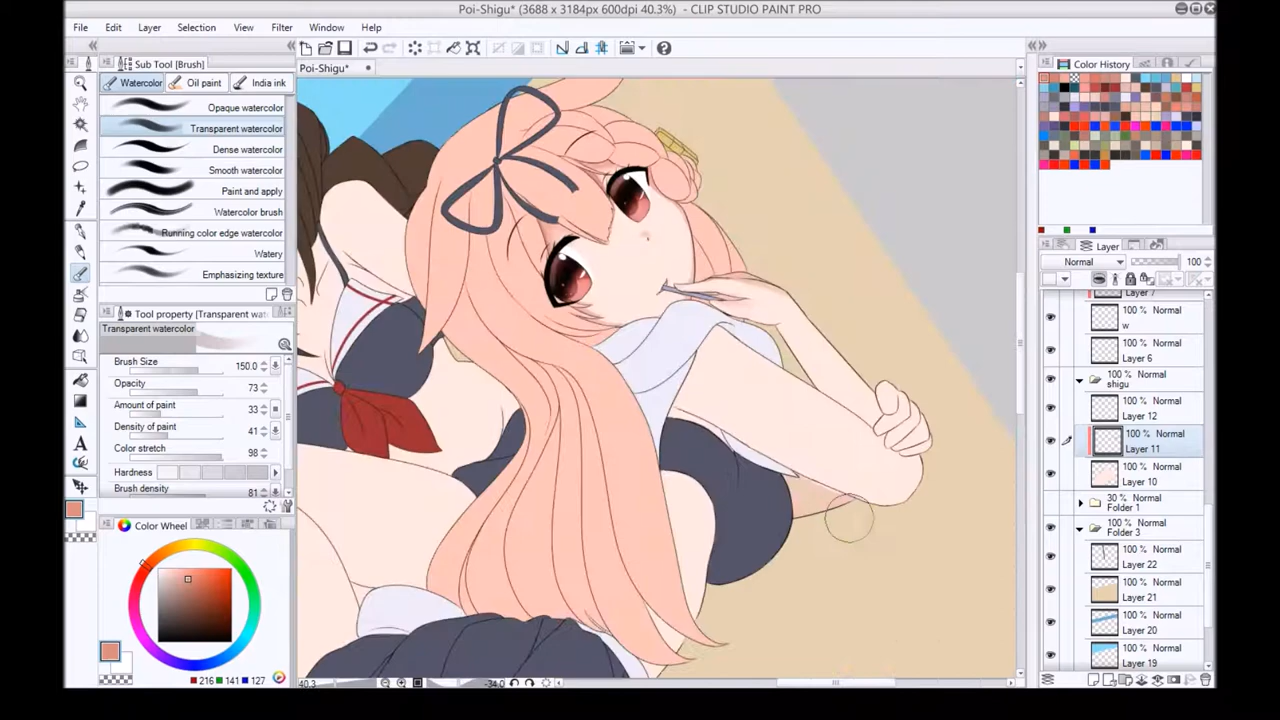 Poi-Shigu* (3688 x 3184px 600dpi 40.3%) - CLIP STUDIO PAINT PRO
File Edit Layer Selection View Filter Window Help
Sub Tool [Brush]
Poi-Shigu*
Color History
Watercolor Oil paint India ink
Opaque watercolor
Transparent watercolor
Dense watercolor
Smooth watercolor
Paint and apply
Watercolor brush
Running color edge watercolor
Watery
Emphasizing texture
Tool property [Transparent wat
Transparent watercolor
Brush Size 150.0
Opacity 73
Amount of paint 33
Density of paint 41
Color stretch 98
Hardness
Brush density 81
Color Wheel
216 141 127
40.3
-34.0
Layer
Normal 100
Layer 7
100 % Normal
w
100 % Normal
Layer 6
100 % Normal
shigu
100 % Normal
Layer 12
100 % Normal
Layer 11
100 % Normal
Layer 10
30 % Normal
Folder 1
100 % Normal
Folder 3
100 % Normal
Layer 22
100 % Normal
Layer 21
100 % Normal
Layer 20
100 % Normal
Layer 19